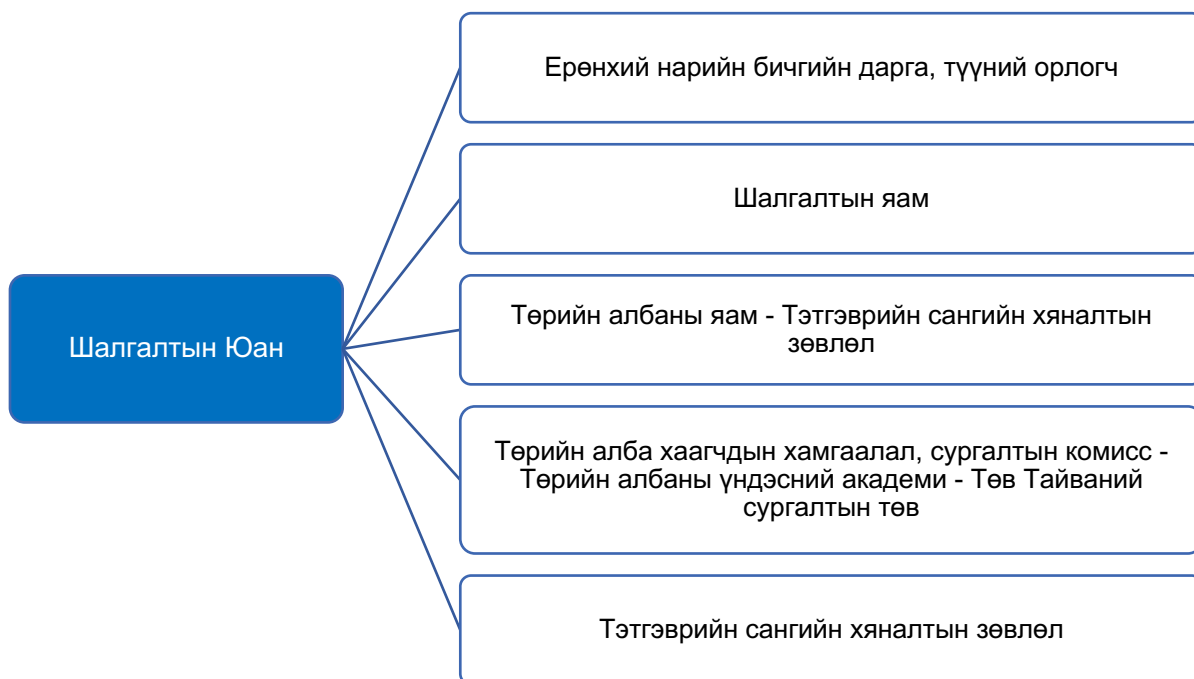 Ерөнхий нарийн бичгийн дарга, түүний орлогч
Шалгалтын яам
Шалгалтын Юан
Төрийн албаны яам - Тэтгэврийн сангийн хяналтын
зөвлөл
Төрийн алба хаагчдын хамгаалал, сургалтын комисс -
Төрийн албаны үндэсний академи - Төв Тайваний
сургалтын төв
Тэтгэврийн сангийн хяналтын зөвлөл